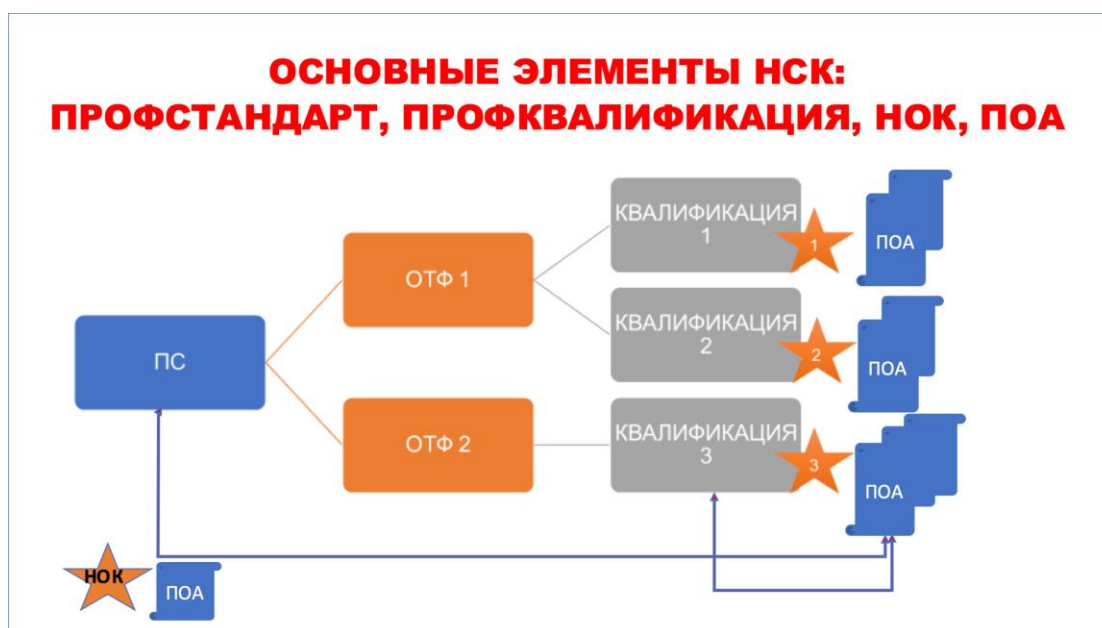 ОСНОВНЫЕ ЭЛЕМЕНТЫ НСК:
ПРОФСТАНДАРТ, ПРОФКВАЛИФИКАЦИЯ, НОК, ПОА
ПС
ОТФ 1
ОТФ 2
КВАЛИФИКАЦИЯ
1
1
ПОА
КВАЛИФИКАЦИЯ
2
2
ПОА
КВАЛИФИКАЦИЯ
3
3
ПОА
НОК
ПОА